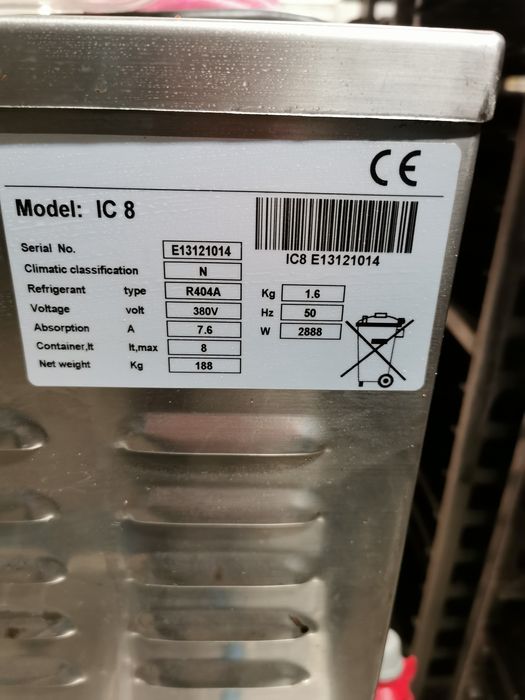 CE
Model: IC 8
IC8 E13121014
Serial No. E13121014
Climatic classification N
Refrigerant type R404A Kg 1.6
Voltage volt 380V Hz 50
Absorption A 7.6 W 2888
Container,lt lt,max 8
Net weight Kg 188